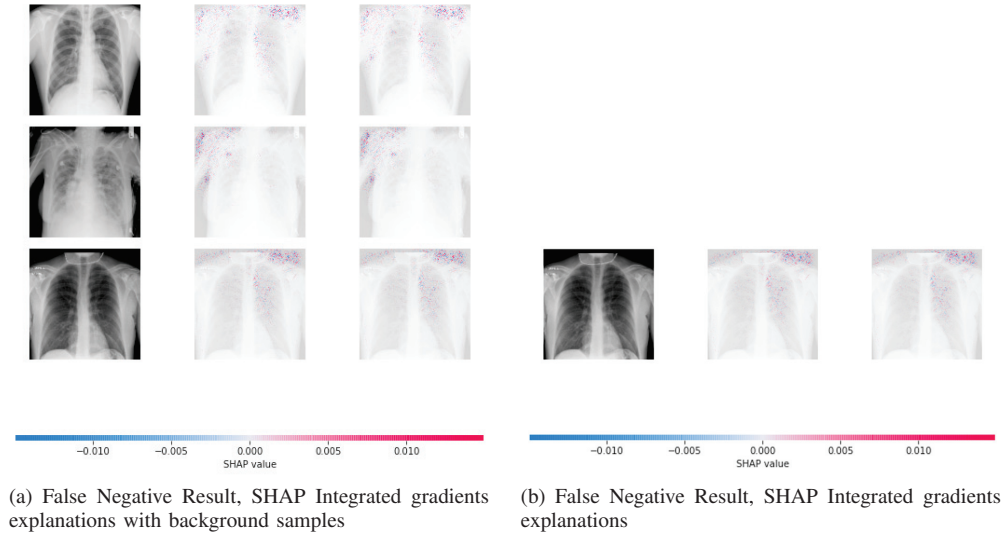 −0.010 −0.005 0.000 0.005 0.010
SHAP value
(a) False Negative Result, SHAP Integrated gradients
explanations with background samples
−0.010 −0.005 0.000 0.005 0.010
SHAP value
(b) False Negative Result, SHAP Integrated gradients
explanations